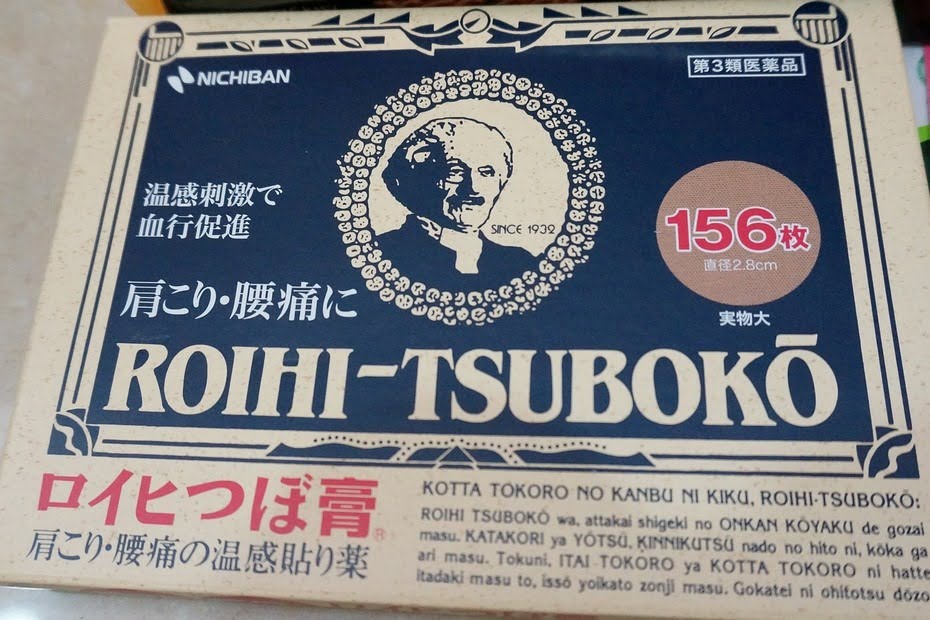 NICHIBAN
第3類医薬品
温感刺激で
血行促進
SINCE 1932
156枚
直径2.8cm
実物大
肩こり・腰痛に
ROIHI-TSUBOKŌ
ロイヒつぼ膏®
肩こり・腰痛の温感貼り薬
KOTTA TOKORO NO KANBU NI KIKU, ROIHI-TSUBOKŌ:
ROIHI TSUBOKŌ wa, attakai shigeki no ONKAN KŌYAKU de gozai
masu. KATAKORI ya YŌTSŪ, KINNIKUTSŪ nado no hito ni, kōka ga
ari masu. Tokuni, ITAI TOKORO ya KOTTA TOKORO ni hatte
itadaki masu to, issō yoikato zonji masu. Gokatei ni ohitotsu dōzo